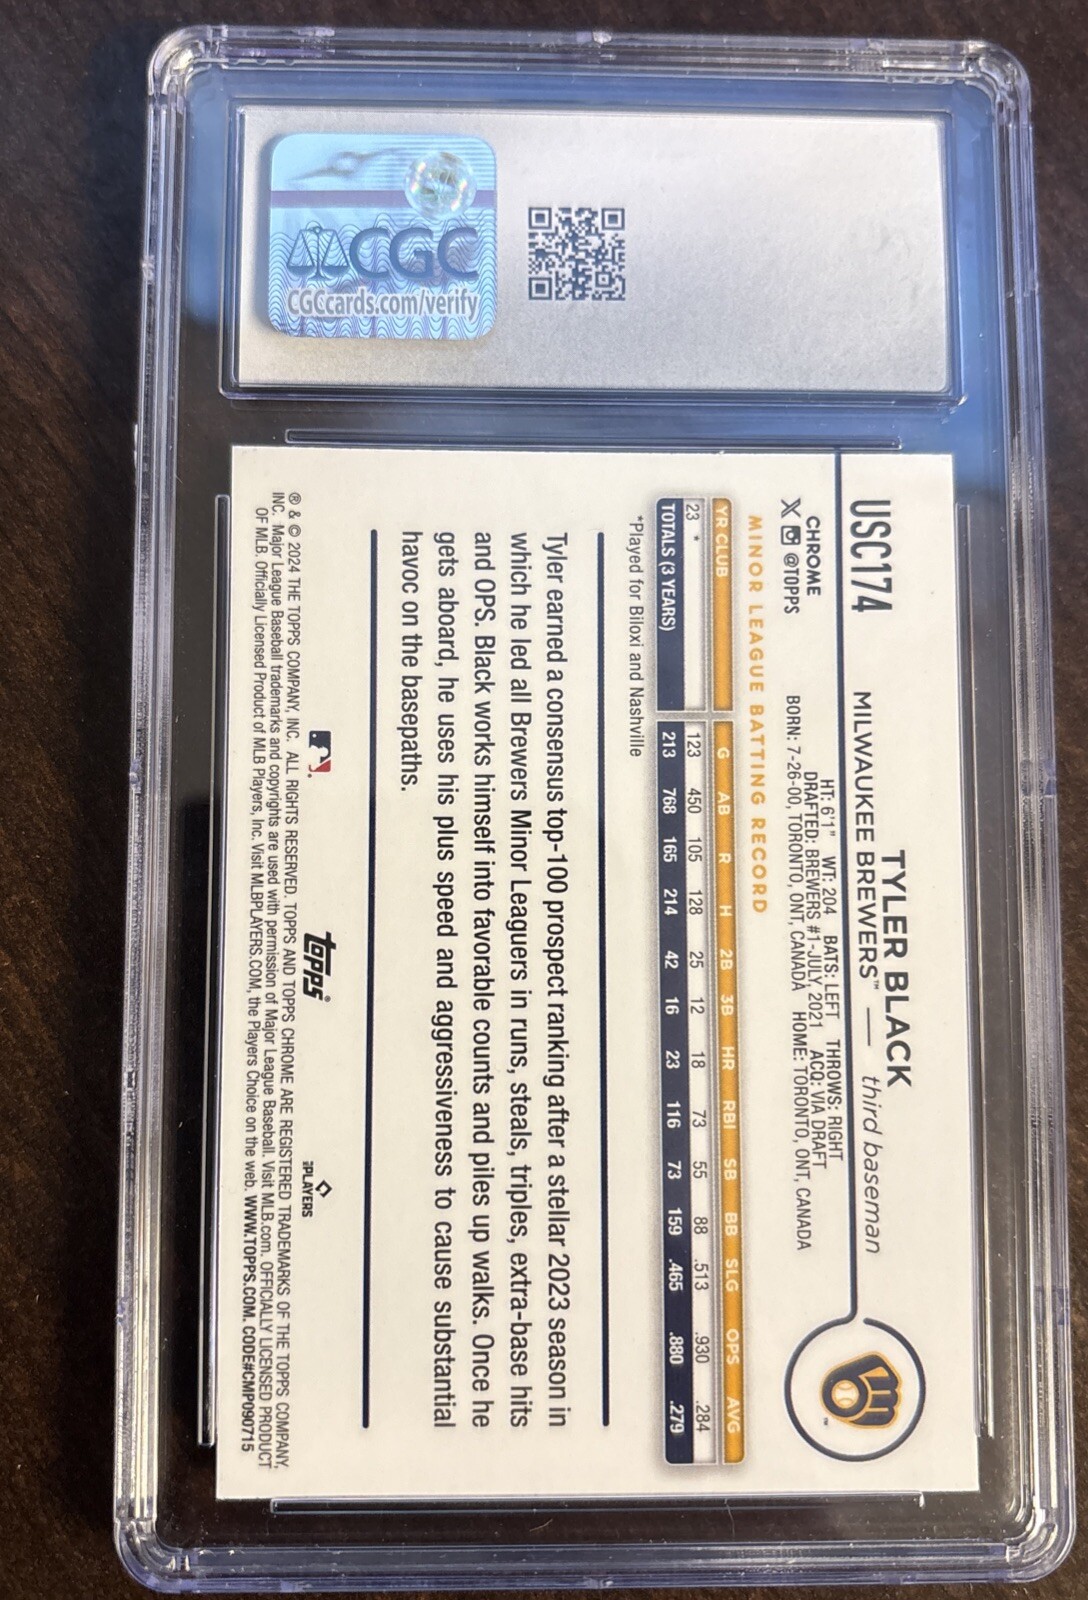 CGC
CGCcards.com/verify
USC174
TYLER BLACK
MILWAUKEE BREWERS™ — third baseman
CHROME
@TOPPS
HT: 6'1" WT: 204 BATS: LEFT THROWS: RIGHT
DRAFTED: BREWERS #1-JULY, 2021 ACQ: VIA DRAFT
BORN: 7-26-00, TORONTO, ONT, CANADA HOME: TORONTO, ONT, CANADA
MINOR LEAGUE BATTING RECORD
YR CLUB G AB R H 2B 3B HR RBI SB BB SLG OPS AVG
23 * 123 450 105 128 25 12 18 73 55 88 .513 .930 .284
TOTALS (3 YEARS) 213 768 165 214 42 16 23 116 73 159 .465 .880 .279
*Played for Biloxi and Nashville
Tyler earned a consensus top-100 prospect ranking after a stellar 2023 season in
which he led all Brewers Minor Leaguers in runs, steals, triples, extra-base hits
and OPS. Black works himself into favorable counts and piles up walks. Once he
gets aboard, he uses his plus speed and aggressiveness to cause substantial
havoc on the basepaths.
topps®
PLAYERS
® & © 2024 THE TOPPS COMPANY, INC. ALL RIGHTS RESERVED. TOPPS AND TOPPS CHROME ARE REGISTERED TRADEMARKS OF THE TOPPS COMPANY,
INC. Major League Baseball trademarks and copyrights are used with permission of Major League Baseball. Visit MLB.com. OFFICIALLY LICENSED PRODUCT
OF MLB. Officially Licensed Product of MLB Players, Inc. Visit MLBPLAYERS.COM, the Players Choice on the web. WWW.TOPPS.COM. CODE#CMP090715